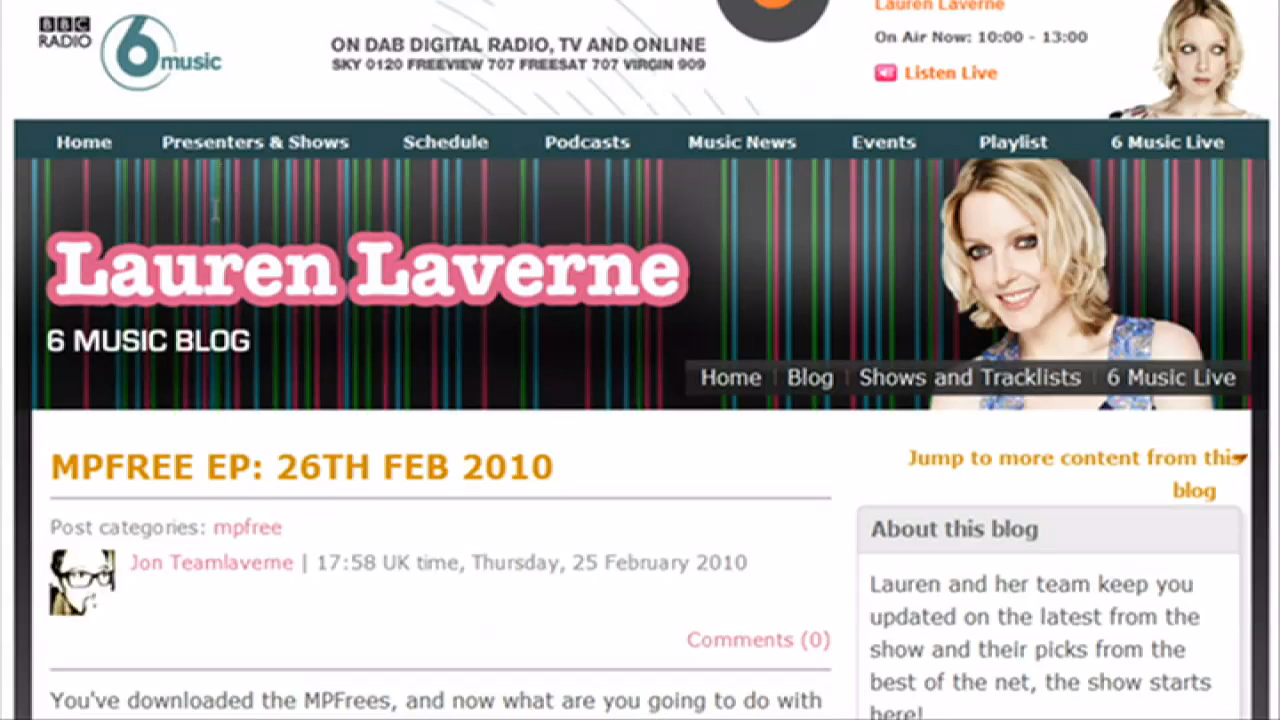 BBC
RADIO
6
music
ON DAB DIGITAL RADIO, TV AND ONLINE
SKY 0120 FREEVIEW 707 FREESAT 707 VIRGIN 909
Lauren Laverne
On Air Now: 10:00 - 13:00
Listen Live
Home Presenters & Shows Schedule Podcasts Music News Events Playlist 6 Music Live
Lauren Laverne
6 MUSIC BLOG
Home Blog Shows and Tracklists 6 Music Live
MPFREE EP: 26TH FEB 2010
Post categories: mpfree
Jon Teamlaverne | 17:58 UK time, Thursday, 25 February 2010
Comments (0)
You've downloaded the MPFrees, and now what are you going to do with
Jump to more content from this
blog
About this blog
Lauren and her team keep you
updated on the latest from the
show and their picks from the
best of the net, the show starts
here!